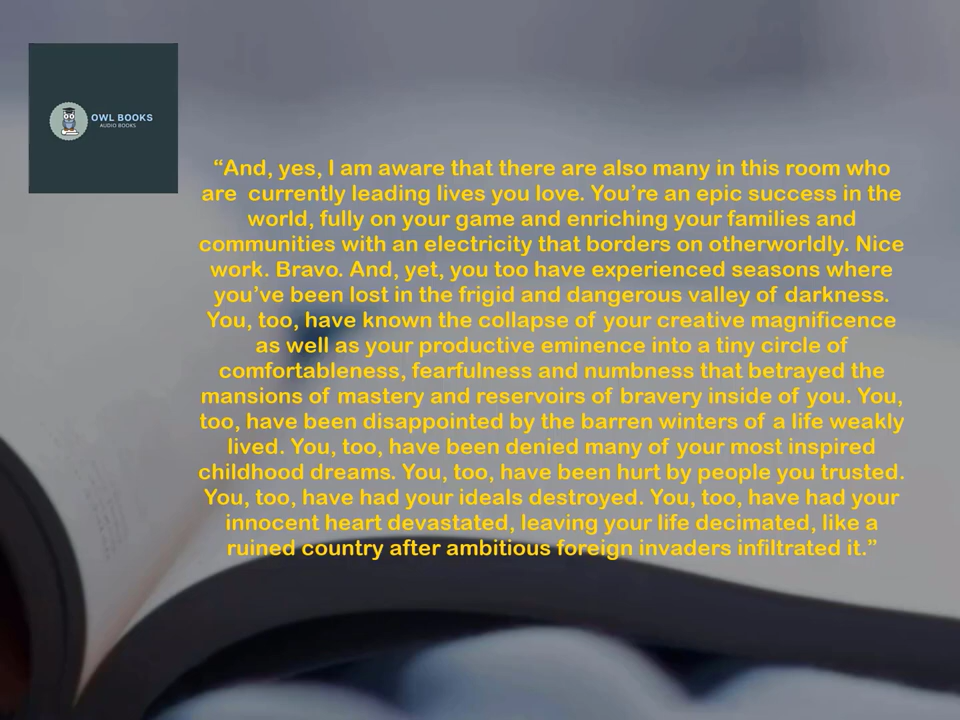 OWL BOOKS
AUDIO BOOKS
“And, yes, I am aware that there are also many in this room who
are currently leading lives you love. You’re an epic success in the
world, fully on your game and enriching your families and
communities with an electricity that borders on otherworldly. Nice
work. Bravo. And, yet, you too have experienced seasons where
you’ve been lost in the frigid and dangerous valley of darkness.
You, too, have known the collapse of your creative magnificence
as well as your productive eminence into a tiny circle of
comfortableness, fearfulness and numbness that betrayed the
mansions of mastery and reservoirs of bravery inside of you. You,
too, have been disappointed by the barren winters of a life weakly
lived. You, too, have been denied many of your most inspired
childhood dreams. You, too, have been hurt by people you trusted.
You, too, have had your ideals destroyed. You, too, have had your
innocent heart devastated, leaving your life decimated, like a
ruined country after ambitious foreign invaders infiltrated it.”